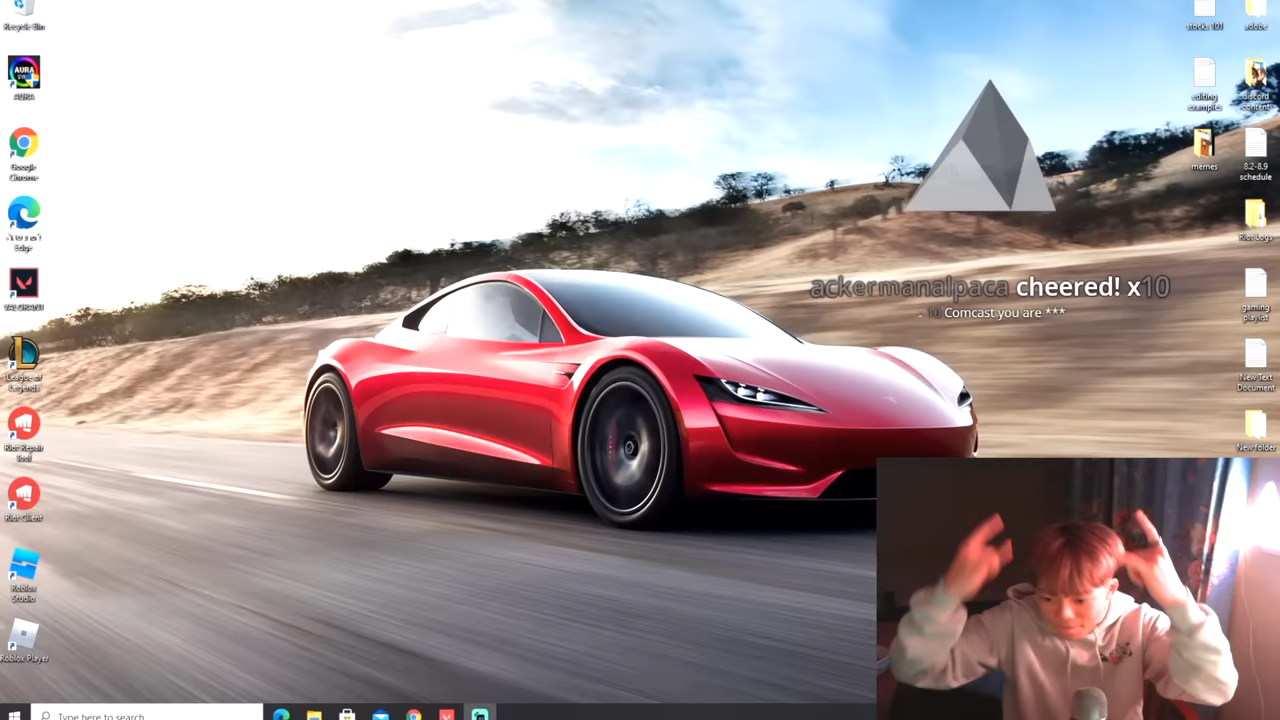 Recycle Bin
AURA
AURA
Google
Chrome
Edge
VALORANT
League of
Legends
Riot Repair
Tool
Riot Client
Roblox
Studio
Roblox Player
stocks 101
adobe
editing
examples
discord
content
memes
8.2-8.9
schedule
Riot Logs
gaming
playlist
New Text
Document
New folder
ackermanalpaca cheered! x10
10 Comcast you are ***
Type here to search